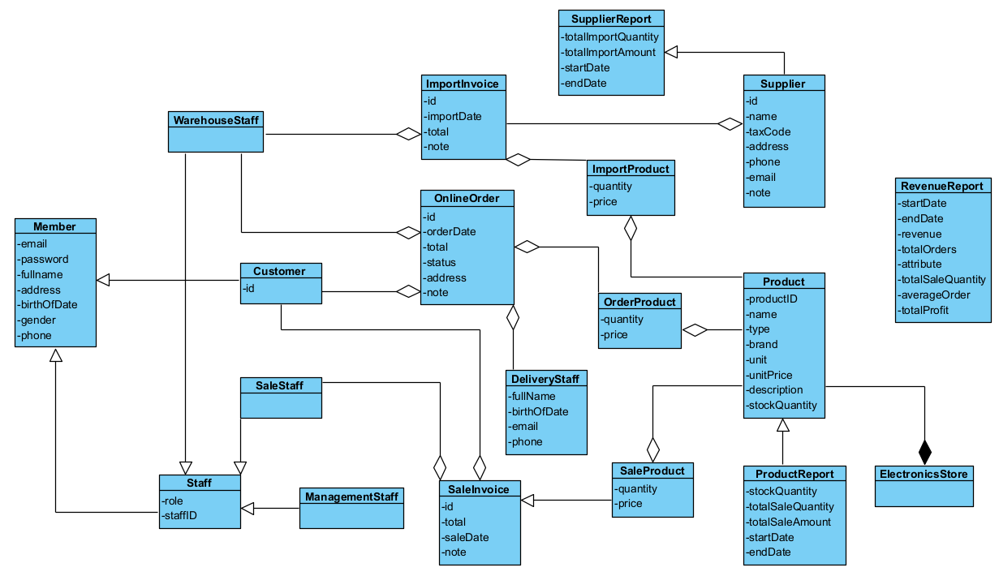 SupplierReport
-totalImportQuantity
-totalImportAmount
-startDate
-endDate
ImportInvoice
-id
-importDate
-total
-note
Supplier
-id
-name
-taxCode
-address
-phone
-email
-note
WarehouseStaff
ImportProduct
-quantity
-price
RevenueReport
-startDate
-endDate
-revenue
-totalOrders
-attribute
-totalSaleQuantity
-averageOrder
-totalProfit
OnlineOrder
-id
-orderDate
-total
-status
-address
-note
Member
-email
-password
-fullname
-address
-birthOfDate
-gender
-phone
Customer
-id
Product
-productID
-name
-type
-brand
-unit
-unitPrice
-description
-stockQuantity
OrderProduct
-quantity
-price
DeliveryStaff
-fullName
-birthOfDate
-email
-phone
SaleStaff
Staff
-role
-staffID
ManagementStaff
SaleInvoice
-id
-total
-saleDate
-note
SaleProduct
-quantity
-price
ProductReport
-stockQuantity
-totalSaleQuantity
-totalSaleAmount
-startDate
-endDate
ElectronicsStore